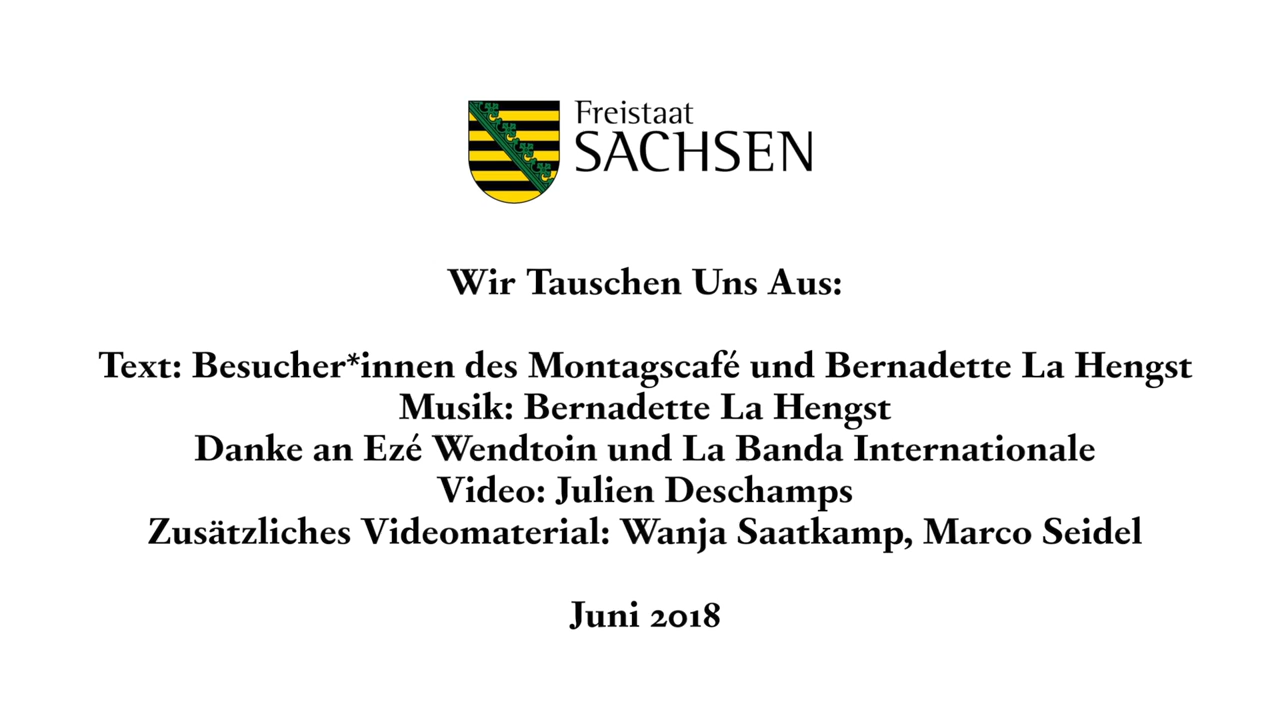 Freistaat
SACHSEN
Wir Tauschen Uns Aus:
Text: Besucher*innen des Montagscafé und Bernadette La Hengst
Musik: Bernadette La Hengst
Danke an Ezé Wendtoin und La Banda Internationale
Video: Julien Deschamps
Zusätzliches Videomaterial: Wanja Saatkamp, Marco Seidel
Juni 2018